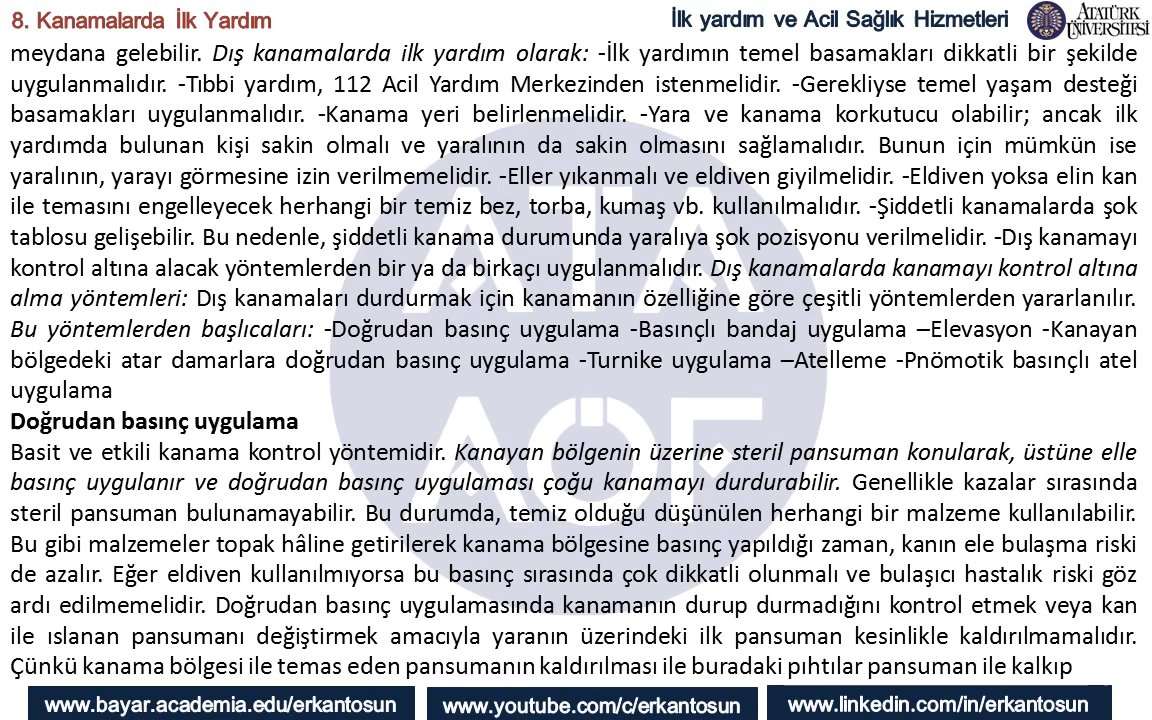 8. Kanamalarda İlk Yardım
İlk yardım ve Acil Sağlık Hizmetleri
ATATÜRK
ÜNİVERSİTESİ
meydana gelebilir. Dış kanamalarda ilk yardım olarak: -İlk yardımın temel basamakları dikkatli bir şekilde
uygulanmalıdır. -Tıbbi yardım, 112 Acil Yardım Merkezinden istenmelidir. -Gerekliyse temel yaşam desteği
basamakları uygulanmalıdır. -Kanama yeri belirlenmelidir. -Yara ve kanama korkutucu olabilir; ancak ilk
yardımda bulunan kişi sakin olmalı ve yaralının da sakin olmasını sağlamalıdır. Bunun için mümkün ise
yaralının, yarayı görmesine izin verilmemelidir. -Eller yıkanmalı ve eldiven giyilmelidir. -Eldiven yoksa elin kan
ile temasını engelleyecek herhangi bir temiz bez, torba, kumaş vb. kullanılmalıdır. -Şiddetli kanamalarda şok
tablosu gelişebilir. Bu nedenle, şiddetli kanama durumunda yaralıya şok pozisyonu verilmelidir. -Dış kanamayı
kontrol altına alacak yöntemlerden bir ya da birkaçı uygulanmalıdır. Dış kanamalarda kanamayı kontrol altına
alma yöntemleri: Dış kanamaları durdurmak için kanamanın özelliğine göre çeşitli yöntemlerden yararlanılır.
Bu yöntemlerden başlıcaları: -Doğrudan basınç uygulama -Basınçlı bandaj uygulama –Elevasyon -Kanayan
bölgedeki atar damarlara doğrudan basınç uygulama -Turnike uygulama –Atelleme -Pnömotik basınçlı atel
uygulama
Doğrudan basınç uygulama
Basit ve etkili kanama kontrol yöntemidir. Kanayan bölgenin üzerine steril pansuman konularak, üstüne elle
basınç uygulanır ve doğrudan basınç uygulaması çoğu kanamayı durdurabilir. Genellikle kazalar sırasında
steril pansuman bulunamayabilir. Bu durumda, temiz olduğu düşünülen herhangi bir malzeme kullanılabilir.
Bu gibi malzemeler topak hâline getirilerek kanama bölgesine basınç yapıldığı zaman, kanın ele bulaşma riski
de azalır. Eğer eldiven kullanılmıyorsa bu basınç sırasında çok dikkatli olunmalı ve bulaşıcı hastalık riski göz
ardı edilmemelidir. Doğrudan basınç uygulamasında kanamanın durup durmadığını kontrol etmek veya kan
ile ıslanan pansumanı değiştirmek amacıyla yaranın üzerindeki ilk pansuman kesinlikle kaldırılmamalıdır.
Çünkü kanama bölgesi ile temas eden pansumanın kaldırılması ile buradaki pıhtılar pansuman ile kalkıp
ATA
AÖF
www.bayar.academia.edu/erkantosun
www.youtube.com/c/erkantosun
www.linkedin.com/in/erkantosun